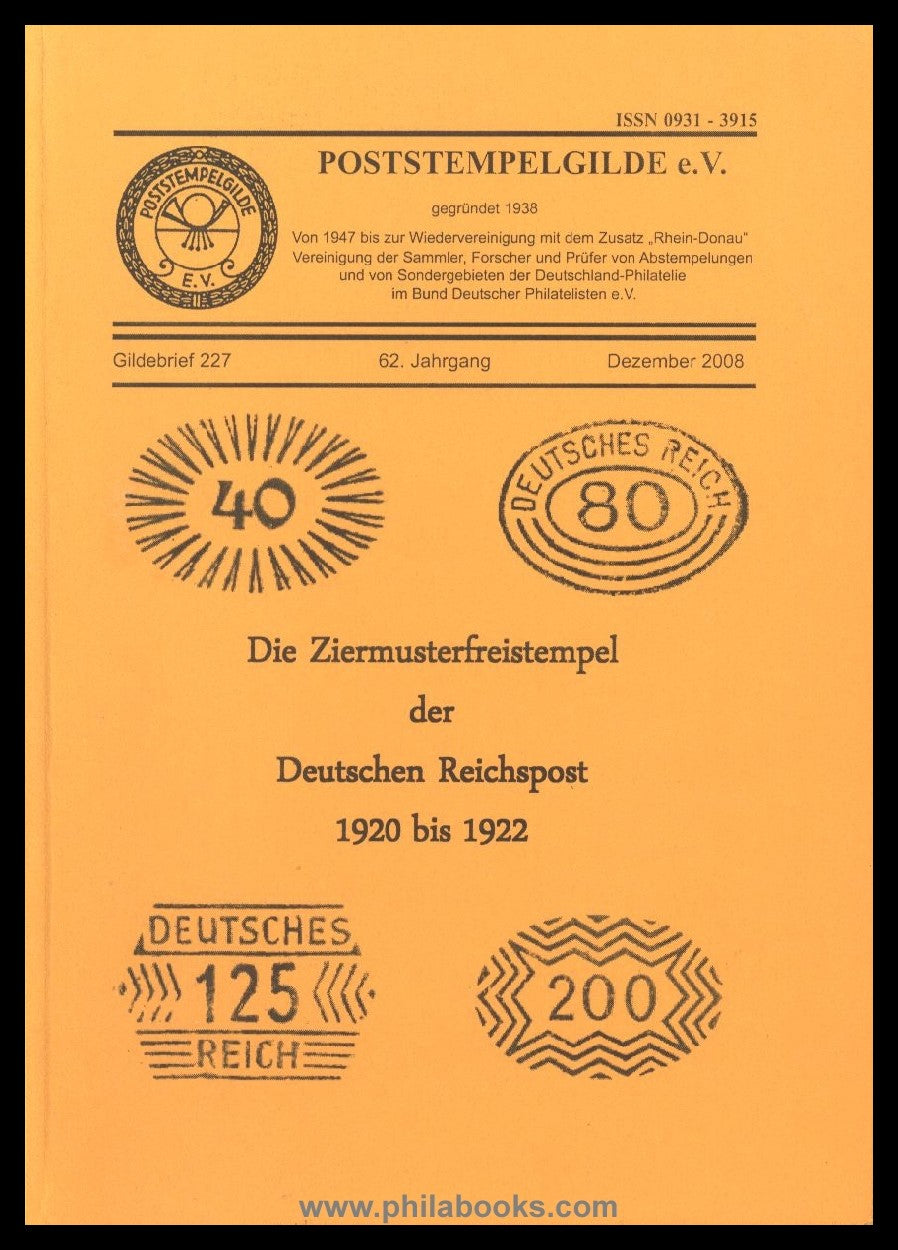 ISSN 0931 - 3915
POSTSTEMPELGILDE e.V.
POSTSTEMPELGILDE
E.V.
gegründet 1938
Von 1947 bis zur Wiedervereinigung mit dem Zusatz „Rhein-Donau“
Vereinigung der Sammler, Forscher und Prüfer von Abstempelungen
und von Sondergebieten der Deutschland-Philatelie
im Bund Deutscher Philatelisten e.V.
Gildebrief 227 62. Jahrgang Dezember 2008
40
DEUTSCHES REICH
80
Die Ziermusterfreistempel
der
Deutschen Reichspost
1920 bis 1922
DEUTSCHES
125
REICH
200
www.philabooks.com